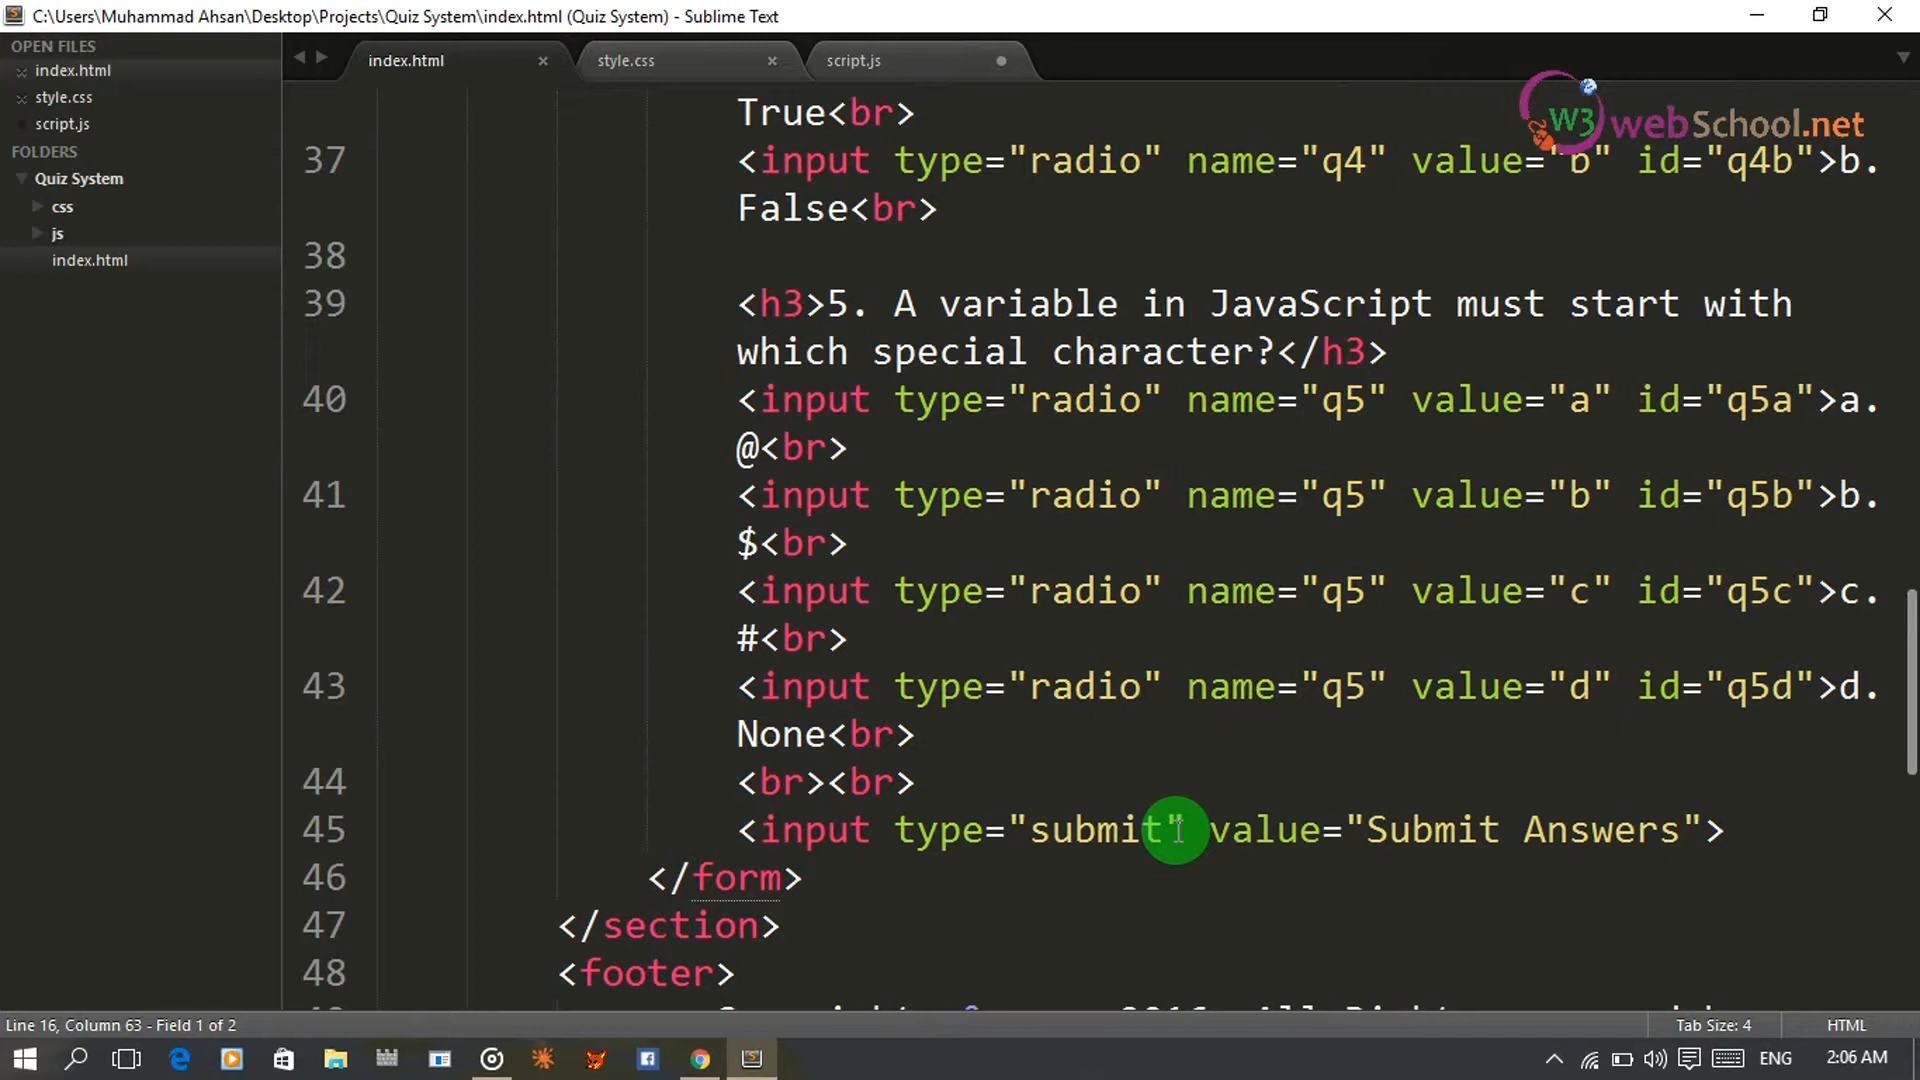 C:\Users\Muhammad Ahsan\Desktop\Projects\Quiz System\index.html (Quiz System) - Sublime Text
OPEN FILES
index.html
style.css
script.js
FOLDERS
Quiz System
css
js
index.html
index.html
style.css
script.js
W3 webSchool.net
True<br>
37 <input type="radio" name="q4" value="b" id="q4b">b.
False<br>
38
39 <h3>5. A variable in JavaScript must start with
which special character?</h3>
40 <input type="radio" name="q5" value="a" id="q5a">a.
@<br>
41 <input type="radio" name="q5" value="b" id="q5b">b.
$<br>
42 <input type="radio" name="q5" value="c" id="q5c">c.
#<br>
43 <input type="radio" name="q5" value="d" id="q5d">d.
None<br>
44 <br><br>
45 <input type="submit" value="Submit Answers">
46 </form>
47 </section>
48 <footer>
Line 16, Column 63 - Field 1 of 2
Tab Size: 4
HTML
ENG
2:06 AM